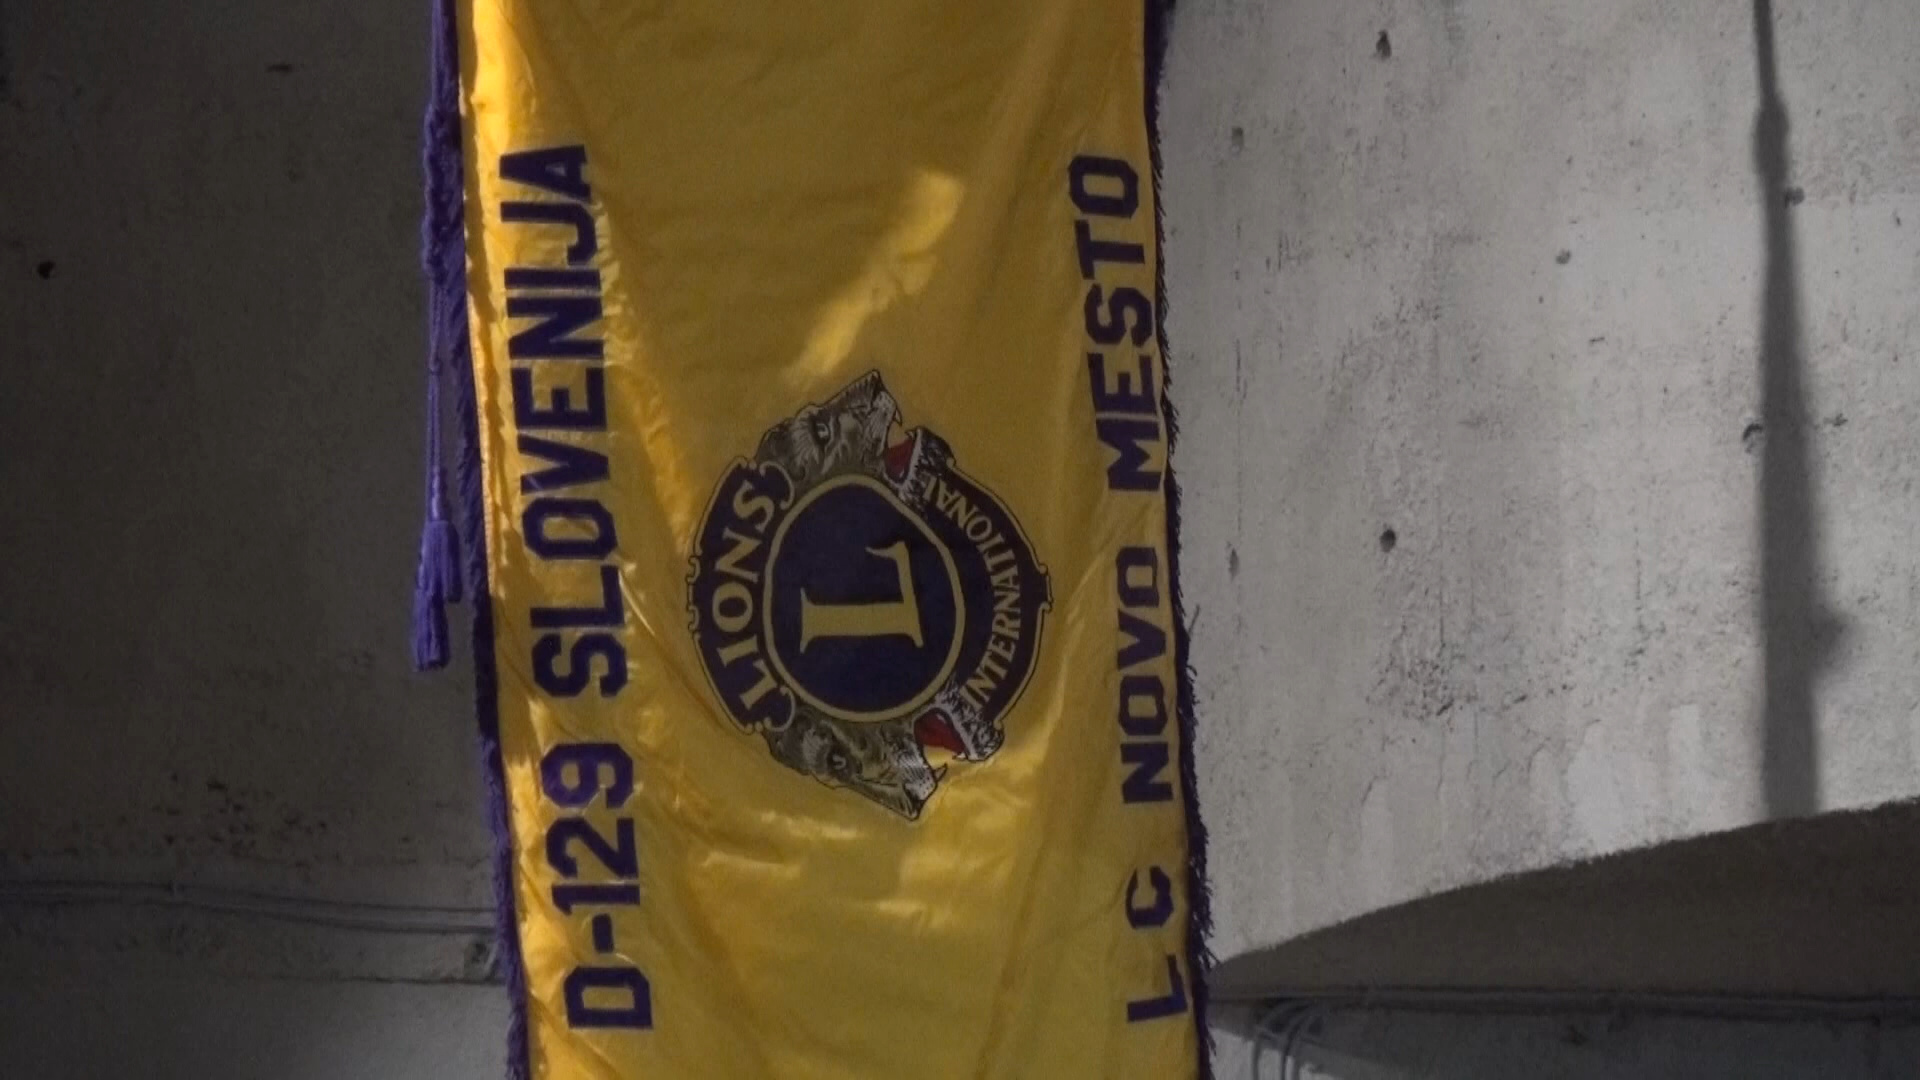 D-129 SLOVENIJA
LIONS
L
INTERNATIONAL
LC NOVO MESTO